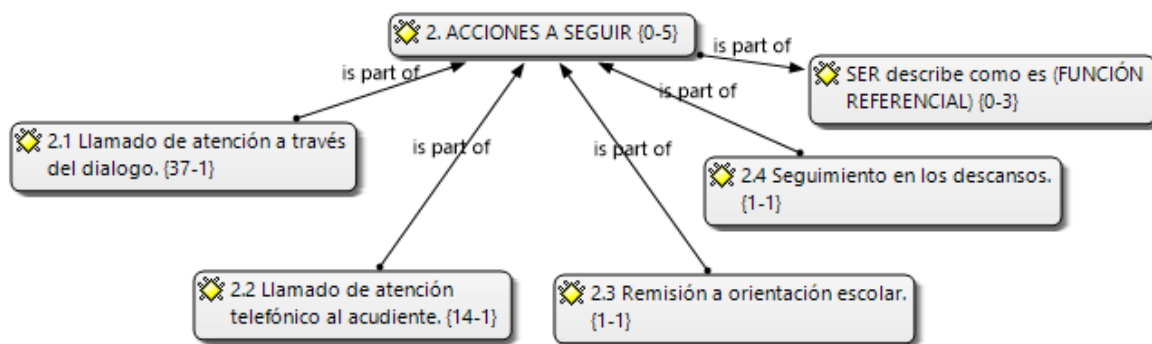 2. ACCIONES A SEGUIR {0-5}
is part of
SER describe como es (FUNCIÓN
REFERENCIAL) {0-3}
is part of
2.1 Llamado de atención a través
del dialogo. {37-1}
is part of
2.4 Seguimiento en los descansos.
{1-1}
is part of
is part of
2.2 Llamado de atención
telefónico al acudiente. {14-1}
2.3 Remisión a orientación escolar.
{1-1}